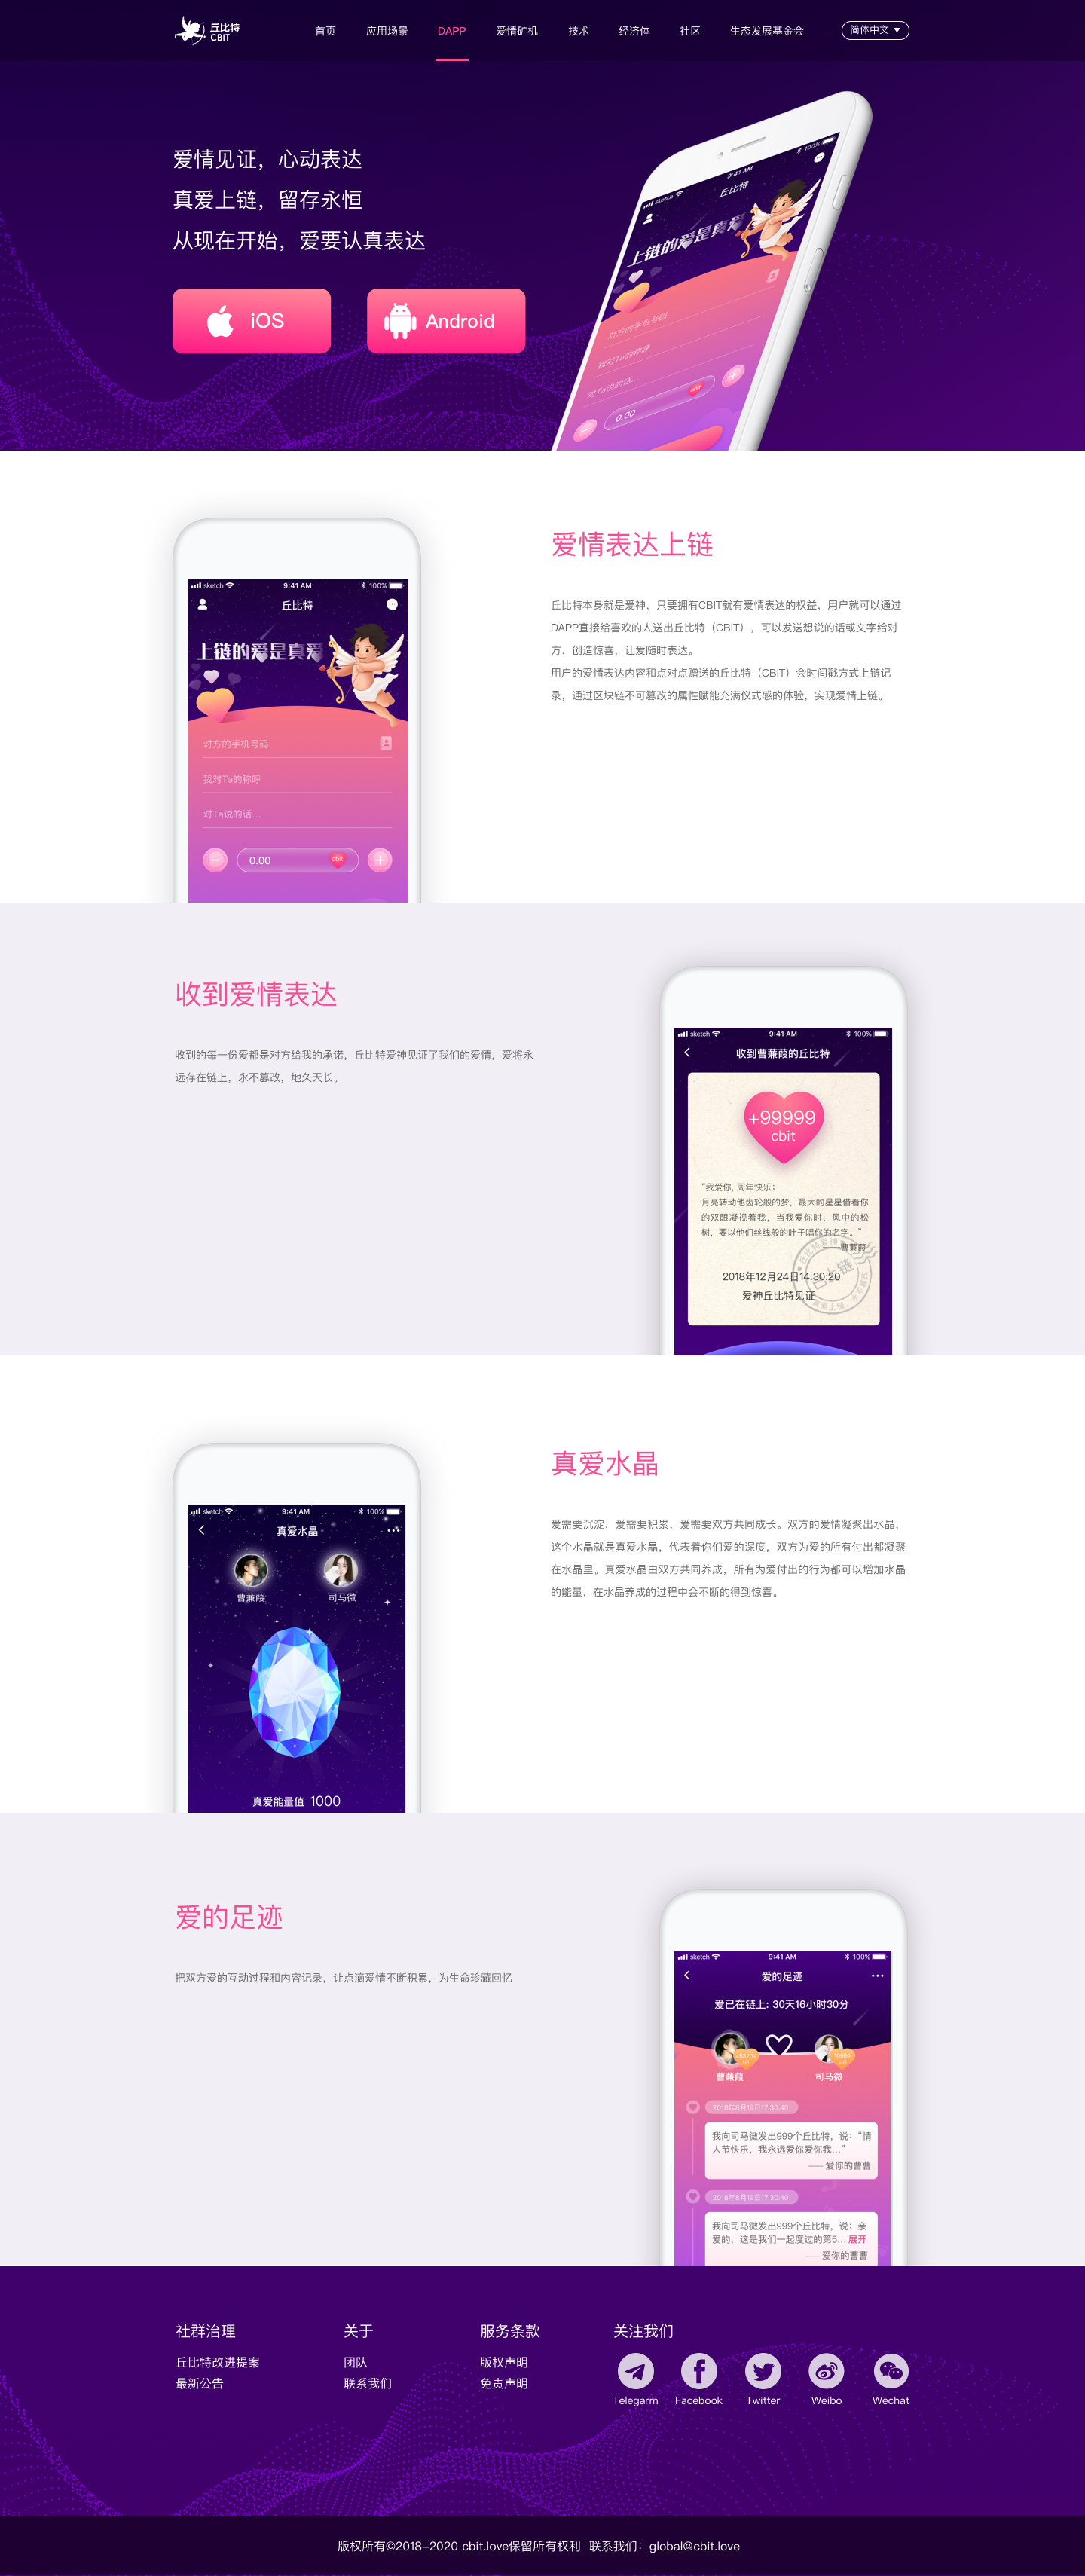 丘比特
CBIT
首页 应用场景 DAPP 爱情矿机 技术 经济体 社区 生态发展基金会 简体中文
爱情见证，心动表达
真爱上链，留存永恒
从现在开始，爱要认真表达
iOS
Android
sketch 9:41 AM 100%
丘比特
上链的爱是真爱
对方的手机号码
我对Ta的称呼
对Ta说的话...
0.00 cbit
sketch 9:41 AM 100%
丘比特
上链的爱是真爱
对方的手机号码
我对Ta的称呼
对Ta说的话...
0.00 cbit
爱情表达上链
丘比特本身就是爱神，只要拥有CBIT就有爱情表达的权益，用户就可以通过
DAPP直接给喜欢的人送出丘比特（CBIT），可以发送想说的话或文字给对
方，创造惊喜，让爱随时表达。
用户的爱情表达内容和点对点赠送的丘比特（CBIT）会时间戳方式上链记
录，通过区块链不可篡改的属性赋能充满仪式感的体验，实现爱情上链。
收到爱情表达
收到的每一份爱都是对方给我的承诺，丘比特爱神见证了我们的爱情，爱将永
远存在链上，永不篡改，地久天长。
sketch 9:41 AM 100%
收到曹蒹葭的丘比特
+99999
cbit
“我爱你, 周年快乐；
月亮转动他齿轮般的梦，最大的星星借着你
的双眼凝视看我，当我爱你时，风中的松
树，要以他们丝线般的叶子唱你的名字。”
——曹蒹葭
2018年12月24日14:30:20
爱神丘比特见证
已上链
真爱上链，永不篡改
sketch 9:41 AM 100%
真爱水晶
曹蒹葭 司马微
真爱能量值 1000
真爱水晶
爱需要沉淀，爱需要积累，爱需要双方共同成长。双方的爱情凝聚出水晶，
这个水晶就是真爱水晶，代表着你们爱的深度，双方为爱的所有付出都凝聚
在水晶里。真爱水晶由双方共同养成，所有为爱付出的行为都可以增加水晶
的能量，在水晶养成的过程中会不断的得到惊喜。
爱的足迹
把双方爱的互动过程和内容记录，让点滴爱情不断积累，为生命珍藏回忆
sketch 9:41 AM 100%
爱的足迹
爱已在链上: 30天16小时30分
曹蒹葭 司马微
2018年8月19日17:30:40
我向司马微发出999个丘比特，说：“情
人节快乐，我永远爱你爱你我...”
—— 爱你的曹曹
2018年8月19日17:30:40
我向司马微发出999个丘比特，说：亲
爱的，这是我们一起度过的第5... 展开
—— 爱你的曹曹
社群治理
丘比特改进提案
最新公告
关于
团队
联系我们
服务条款
版权声明
免责声明
关注我们
Telegarm Facebook Twitter Weibo Wechat
版权所有©2018-2020 cbit.love保留所有权利 联系我们：global@cbit.love